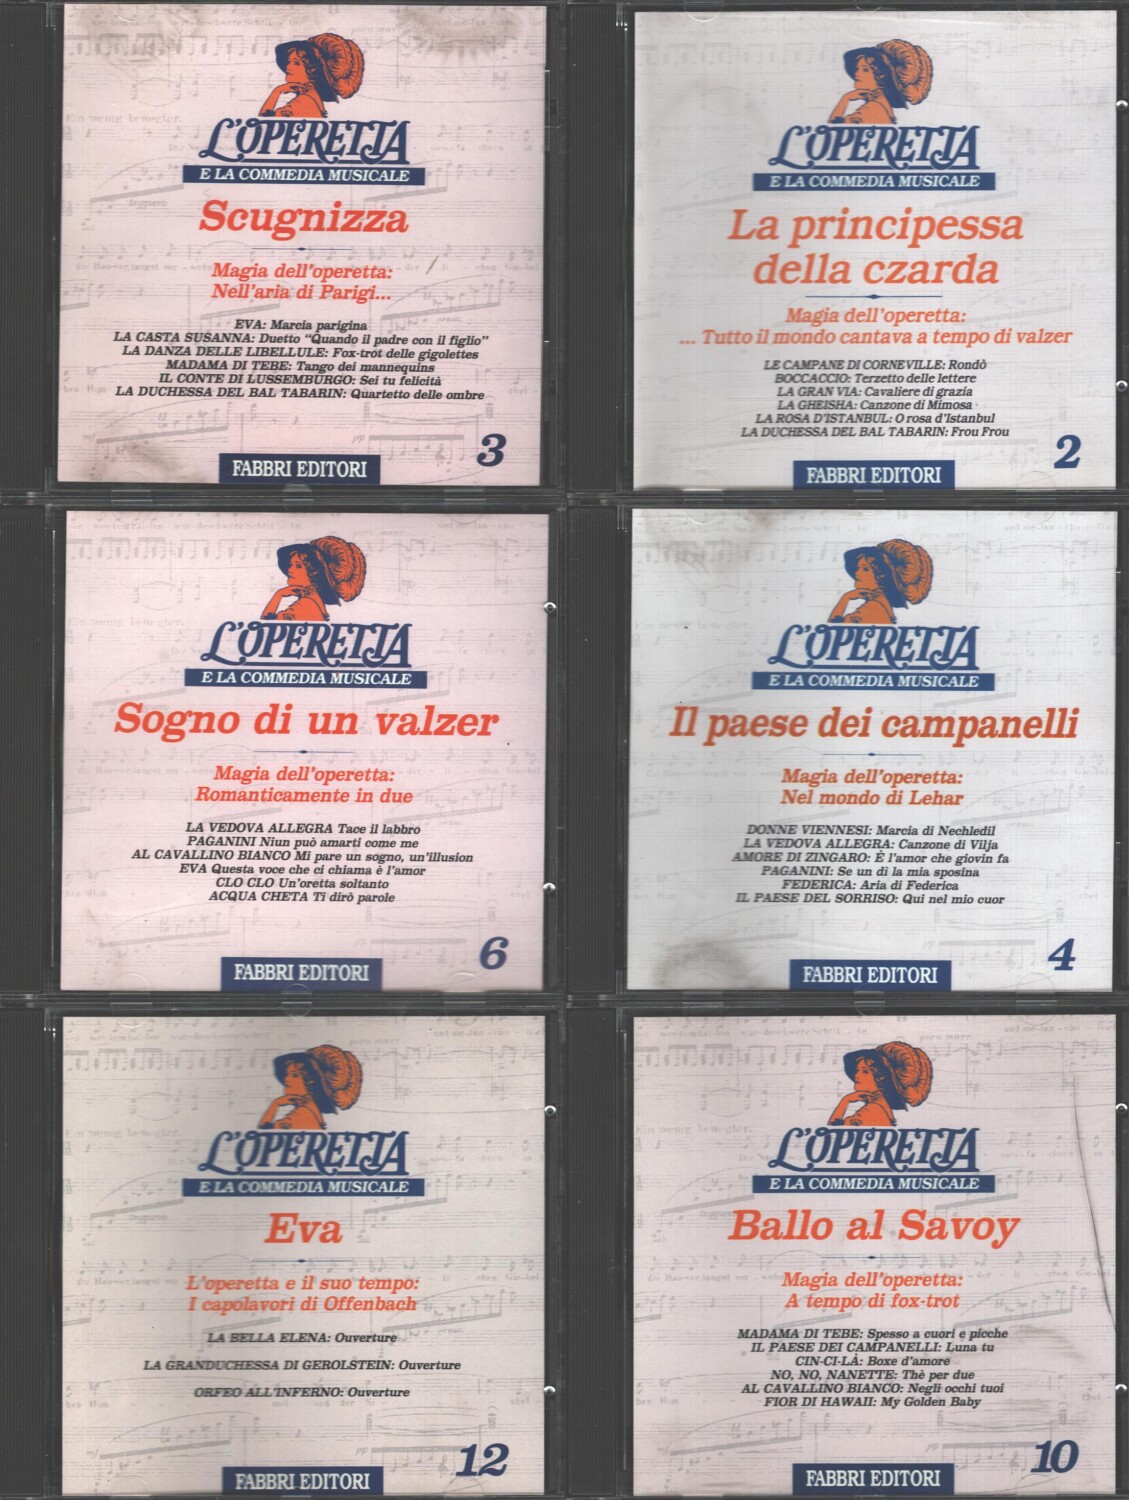 L'OPERETTA
E LA COMMEDIA MUSICALE
Scugnizza
Magia dell'operetta:
Nell'aria di Parigi...
EVA: Marcia parigina
LA CASTA SUSANNA: Duetto "Quando il padre con il figlio"
LA DANZA DELLE LIBELLULE: Fox-trot delle gigolettes
MADAMA DI TEBE: Tango dei mannequins
IL CONTE DI LUSSEMBURGO: Sei tu felicità
LA DUCHESSA DEL BAL TABARIN: Quartetto delle ombre
3
FABBRI EDITORI
L'OPERETTA
E LA COMMEDIA MUSICALE
La principessa
della czarda
Magia dell'operetta:
... Tutto il mondo cantava a tempo di valzer
LE CAMPANE DI CORNEVILLE: Rondò
BOCCACCIO: Terzetto delle lettere
LA GRAN VIA: Cavaliere di grazia
LA GHEISHA: Canzone di Mimosa
LA ROSA D'ISTANBUL: O rosa d'Istanbul
LA DUCHESSA DEL BAL TABARIN: Frou Frou
2
FABBRI EDITORI
L'OPERETTA
E LA COMMEDIA MUSICALE
Sogno di un valzer
Magia dell'operetta:
Romanticamente in due
LA VEDOVA ALLEGRA Tace il labbro
PAGANINI Niun può amarti come me
AL CAVALLINO BIANCO Mi pare un sogno, un'illusion
EVA Questa voce che ci chiama è l'amor
CLO CLO Un'oretta soltanto
ACQUA CHETA Ti dirò parole
6
FABBRI EDITORI
L'OPERETTA
E LA COMMEDIA MUSICALE
Il paese dei campanelli
Magia dell'operetta:
Nel mondo di Lehar
DONNE VIENNESI: Marcia di Nechledil
LA VEDOVA ALLEGRA: Canzone di Vilja
AMORE DI ZINGARO: È l'amor che giovin fa
PAGANINI: Se un dì la mia sposina
FEDERICA: Aria di Federica
IL PAESE DEL SORRISO: Qui nel mio cuor
4
FABBRI EDITORI
L'OPERETTA
E LA COMMEDIA MUSICALE
Eva
L'operetta e il suo tempo:
I capolavori di Offenbach
LA BELLA ELENA: Ouverture
LA GRANDUCHESSA DI GEROLSTEIN: Ouverture
ORFEO ALL'INFERNO: Ouverture
12
FABBRI EDITORI
L'OPERETTA
E LA COMMEDIA MUSICALE
Ballo al Savoy
Magia dell'operetta:
A tempo di fox-trot
MADAMA DI TEBE: Spesso a cuori e picche
IL PAESE DEI CAMPANELLI: Luna tu
CIN-CI-LÀ: Boxe d'amore
NO, NO, NANETTE: Thè per due
AL CAVALLINO BIANCO: Negli occhi tuoi
FIOR DI HAWAII: My Golden Baby
10
FABBRI EDITORI